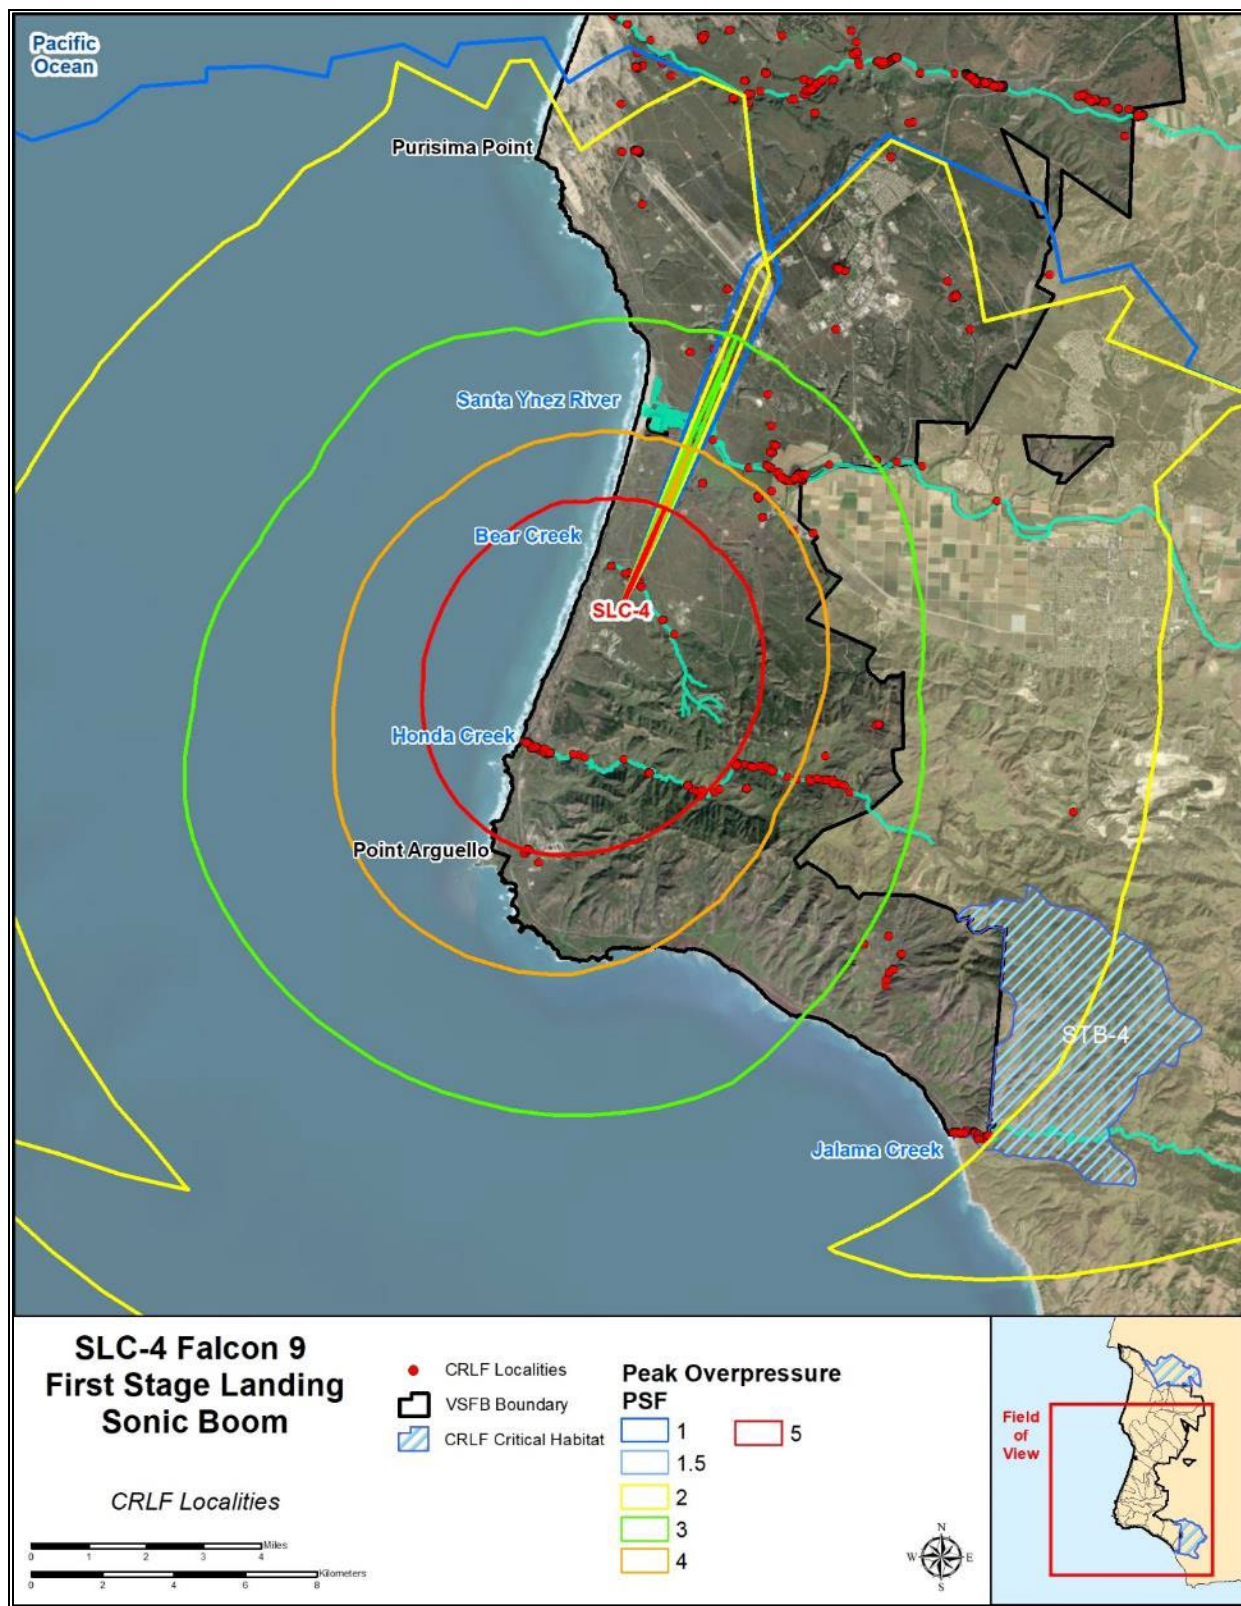 Pacific
Ocean
Purisima Point
Santa Ynez River
Bear Creek
SLC-4
Honda Creek
Point Arguello
STB-4
Jalama Creek
SLC-4 Falcon 9
First Stage Landing
Sonic Boom
CRLF Localities
0 1 2 3 4 Miles
0 2 4 6 8 Kilometers
CRLF Localities
VSFB Boundary
CRLF Critical Habitat
Peak Overpressure
PSF
1
1.5
2
3
4
5
N
W E
S
Field
of
View